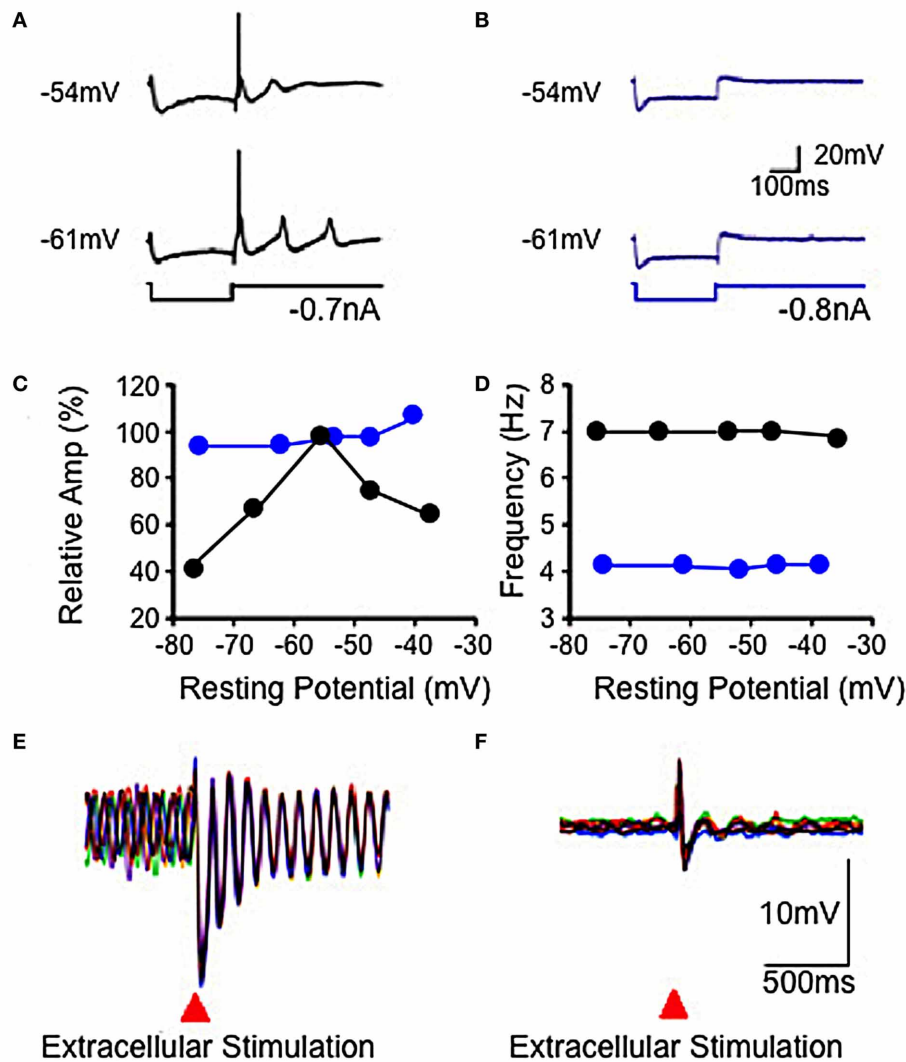 A
B
-54mV
-54mV
20mV
100ms
-61mV
-61mV
-0.7nA
-0.8nA
C
D
Relative Amp (%)
120
100
80
60
40
20
-80 -70 -60 -50 -40 -30
Resting Potential (mV)
Frequency (Hz)
8
7
6
5
4
3
-80 -70 -60 -50 -40 -30
Resting Potential (mV)
E
F
10mV
500ms
Extracellular Stimulation
Extracellular Stimulation